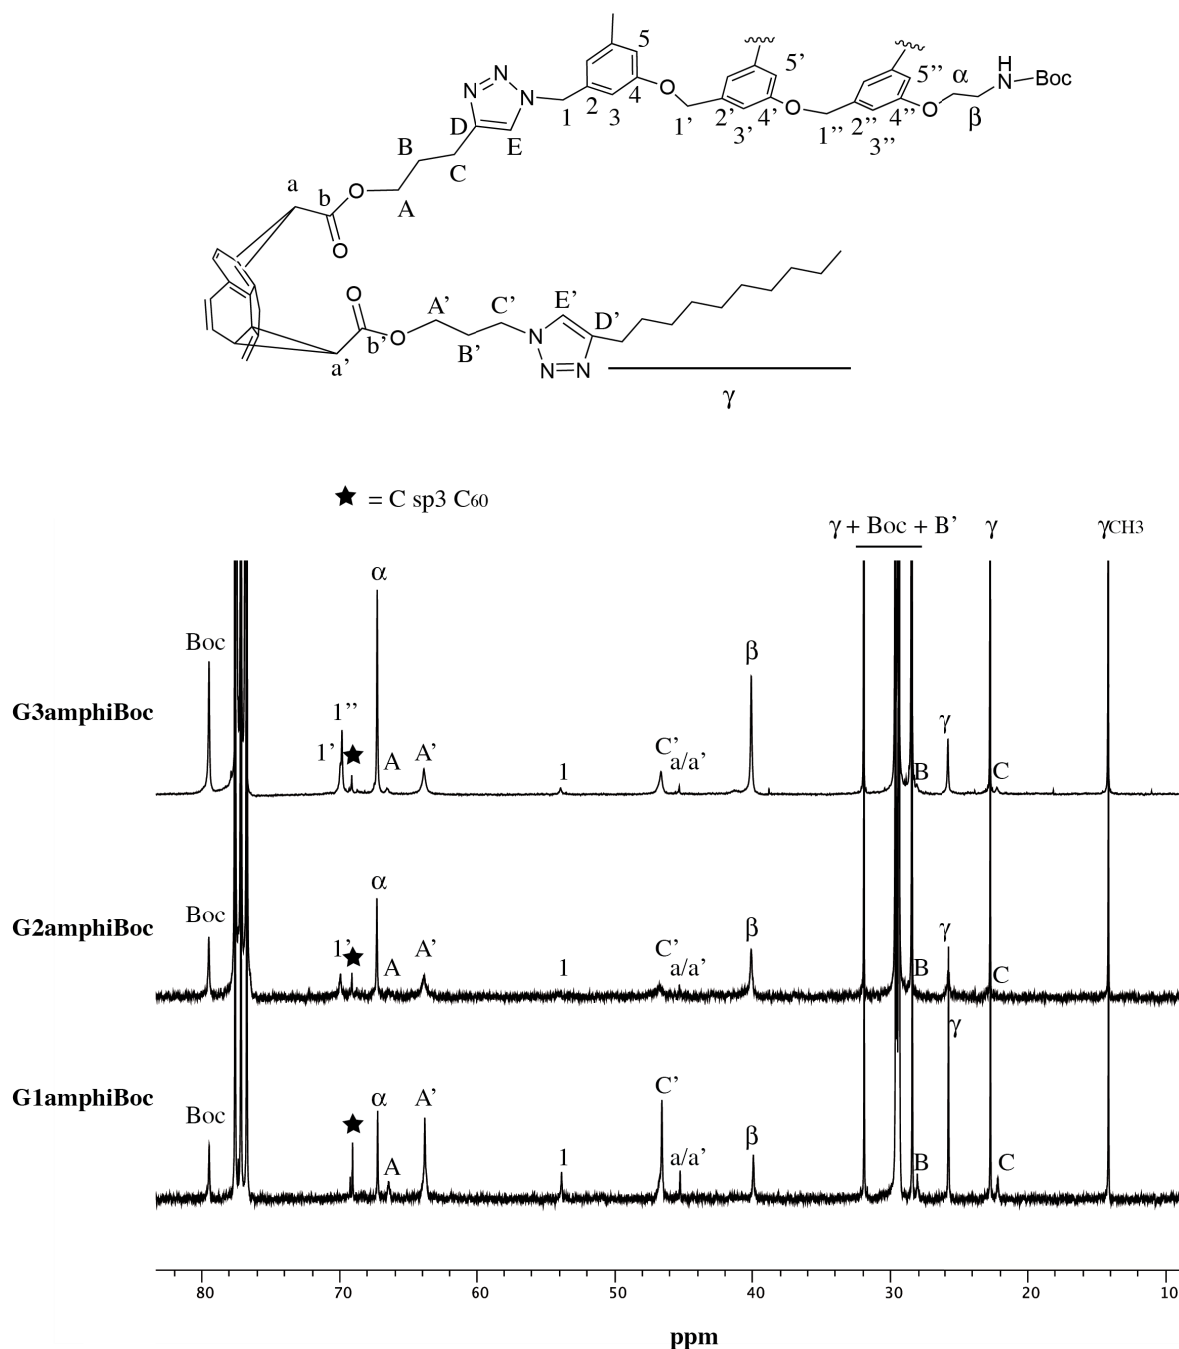 5 5' 5'' α H
N N N
N Boc
2 4 O 2' 4' O 2'' 4'' O
D 1 3 1' 3' 1'' 3'' β
B E
C
a b O
A
O
O A' C' E' D'
b' O B' N
a' N=N
γ
★ = C sp3 C60
γ + Boc + B' γ γCH3
α
Boc β
1''
G3amphiBoc
1' ★ A A' 1 C' a/a' B γ C
α
Boc β
G2amphiBoc
1' ★ A A' 1 C' a/a' B γ C
γ
G1amphiBoc
Boc ★ α A A' 1 C' a/a' β B C
80 70 60 50 40 30 20 10
ppm